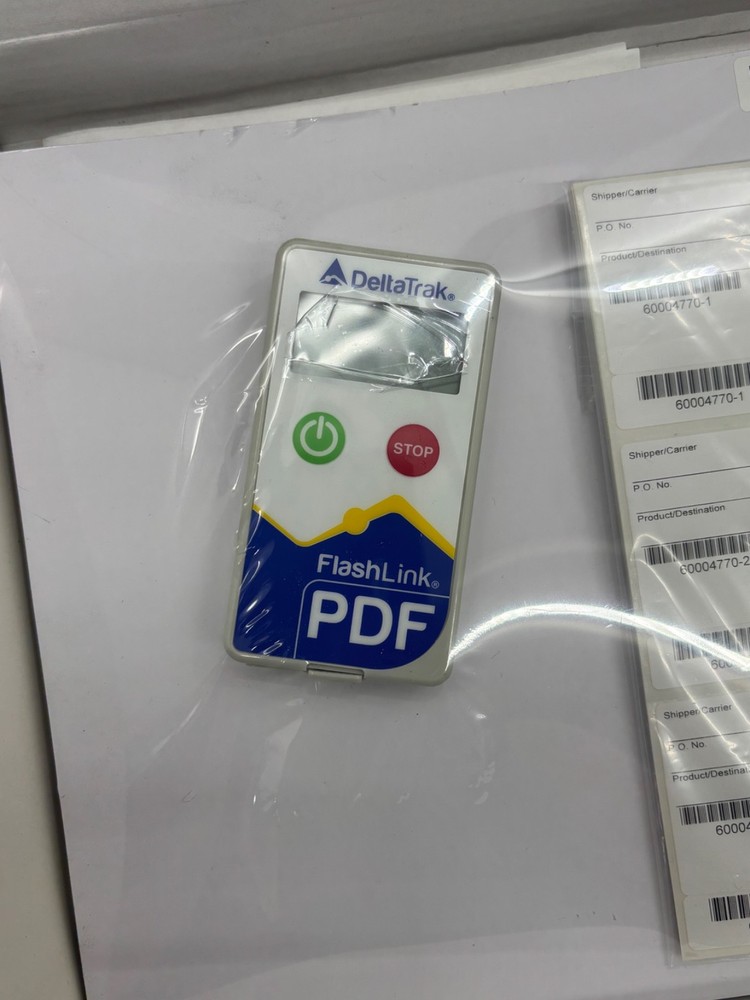 DeltaTrak®
STOP
FlashLink®
PDF
Shipper/Carrier
P.O. No
Product/Destination
60004770-1
60004770-1
Shipper/Carrier
P.O. No.
Product/Destination
60004770-2
Shipper/Carrier
P.O. No.